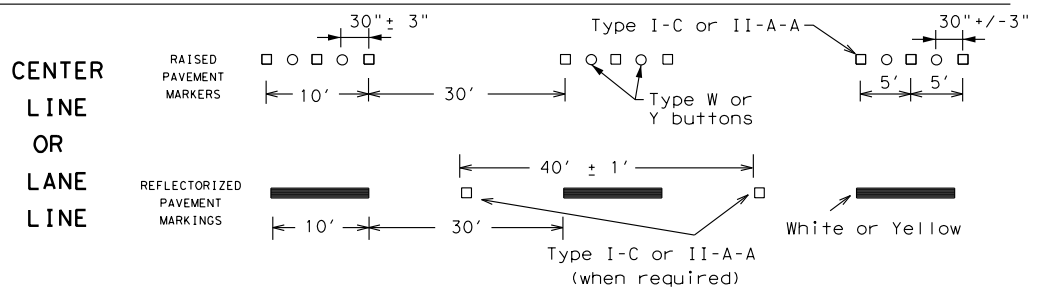 30"± 3"
Type I-C or II-A-A
30"+/-3"
CENTER
LINE
OR
LANE
LINE
RAISED
PAVEMENT
MARKERS
10'
30'
Type W or
Y buttons
5'
5'
REFLECTORIZED
PAVEMENT
MARKINGS
40' ± 1'
10'
30'
Type I-C or II-A-A
(when required)
White or Yellow